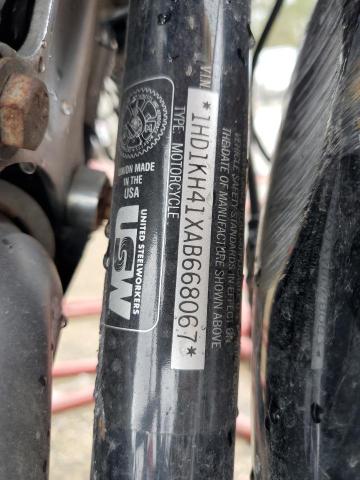 VIN
*1HD1KH41XAB668067*
TYPE: MOTORCYCLE
VEHICLE SAFETY STANDARDS IN EFFECT ON
THE DATE OF MANUFACTURE SHOWN ABOVE
UNION MADE
IN THE
USA
UNITED STEELWORKERS
USW